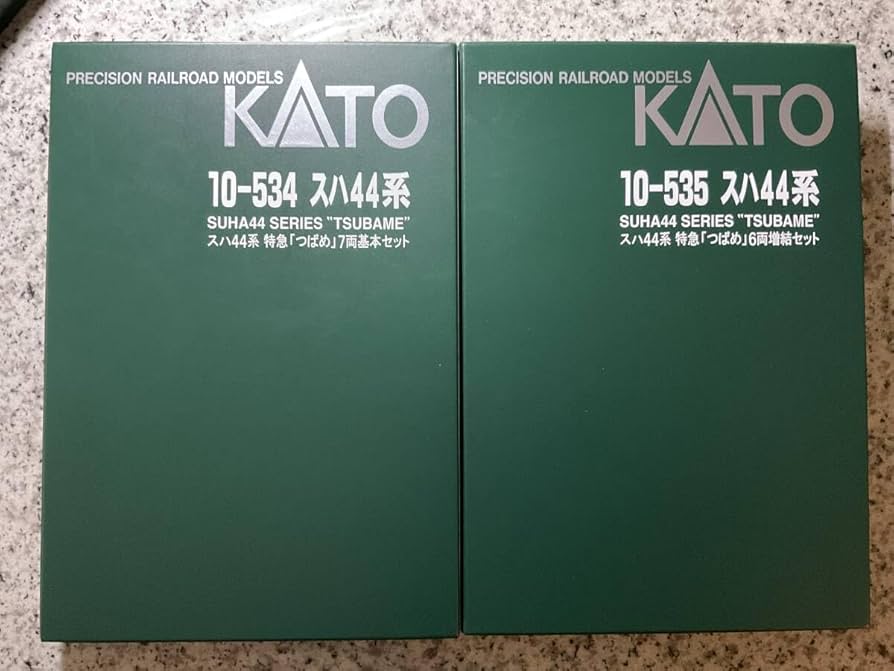 PRECISION RAILROAD MODELS
KATO
10-534 スハ44系
SUHA44 SERIES "TSUBAME"
スハ44系 特急「つばめ」7両基本セット
PRECISION RAILROAD MODELS
KATO
10-535 スハ44系
SUHA44 SERIES "TSUBAME"
スハ44系 特急「つばめ」6両増結セット